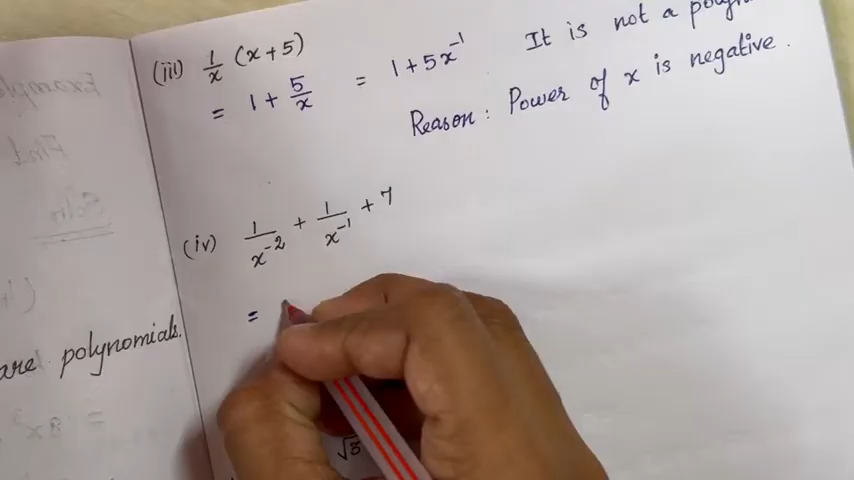 (iii) 1/x (x+5)
= 1 + 5/x = 1 + 5x⁻¹ It is not a
Reason : Power of x is negative.
(iv) 1/x⁻² + 1/x⁻¹ + 7
=
are polynomials.
√3